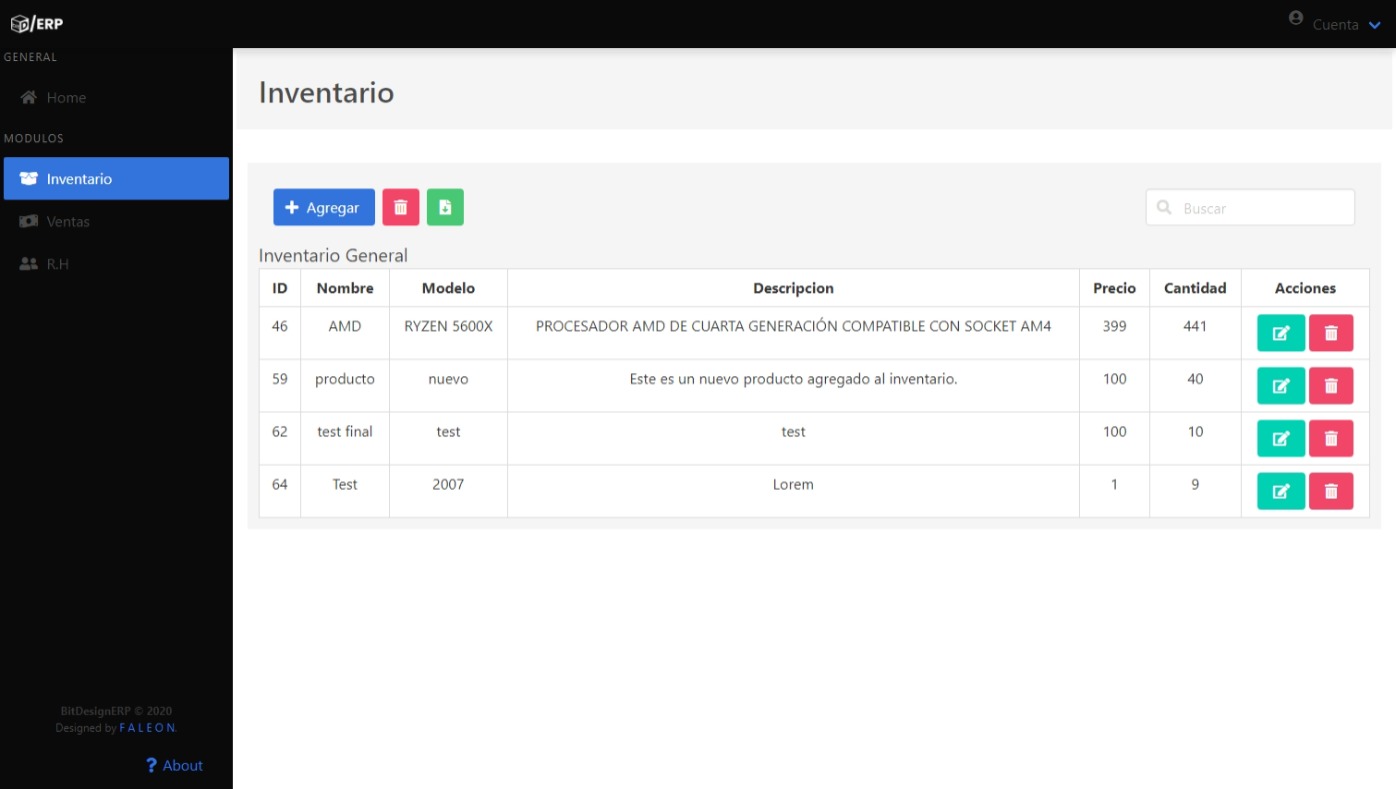 /ERP
Cuenta
GENERAL
Home
MODULOS
Inventario
Ventas
R.H
BitDesignERP © 2020
Designed by FALEON.
? About
Inventario
+ Agregar
Buscar
Inventario General
ID Nombre Modelo Descripcion Precio Cantidad Acciones
46 AMD RYZEN 5600X PROCESADOR AMD DE CUARTA GENERACIÓN COMPATIBLE CON SOCKET AM4 399 441
59 producto nuevo Este es un nuevo producto agregado al inventario. 100 40
62 test final test test 100 10
64 Test 2007 Lorem 1 9